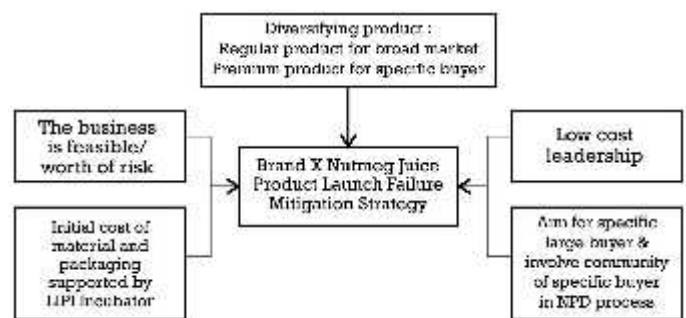 Diversifying product :
Regular product for broad market
Premium product for specific buyer
The business
is feasible/
worth of risk
Low cost
leadership
Brand X Nutmeg Juice
Product Launch Failure
Mitigation Strategy
Initial cost of
material and
packaging
supported by
LIPI Incubator
Aim for specific
large buyer &
involve community
of specific buyer
in NPD process